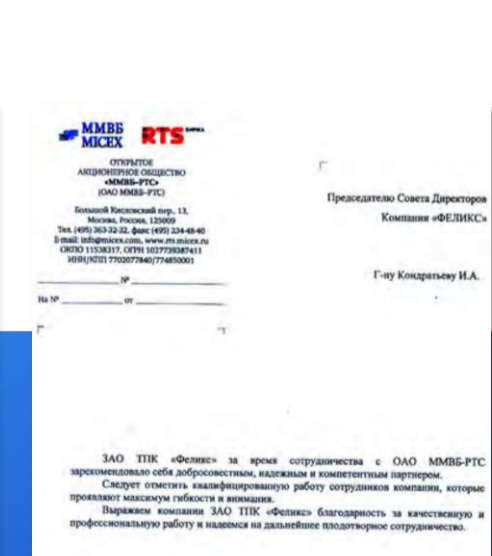 ММВБ
MICEX
RTS БИРЖА
ОТКРЫТОЕ
АКЦИОНЕРНОЕ ОБЩЕСТВО
«ММВБ-РТС»
(ОАО ММВБ-РТС)
Большой Кисловский пер., 13,
Москва, Россия, 125009
Тел. (495) 363-32-32, факс (495) 234-48-40
E-mail: info@micex.com, www.rts.micex.ru
ОКПО 11538317, ОГРН 1027739387411
ИНН/КПП 7702077840/774850001
№
На № от
Председателю Совета Директоров
Компании «ФЕЛИКС»
Г-ну Кондратьеву И.А.
ЗАО ТПК «Феликс» за время сотрудничества с ОАО ММВБ-РТС
зарекомендовало себя добросовестным, надежным и компетентным партнером.
Следует отметить квалифицированную работу сотрудников компании, которые
проявляют максимум гибкости и внимания.
Выражаем компании ЗАО ТПК «Феликс» благодарность за качественную и
профессиональную работу и надеемся на дальнейшее плодотворное сотрудничество.